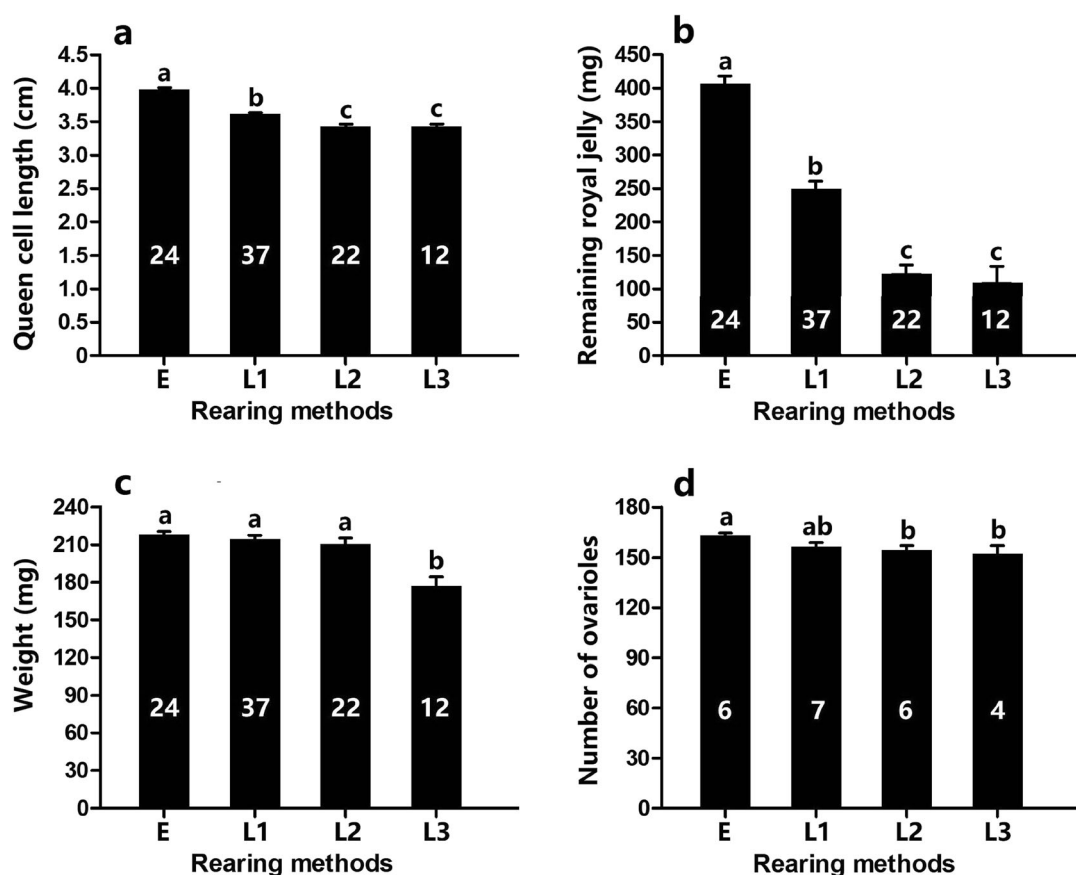 a
Queen cell length (cm)
4.5
4.0
3.5
3.0
2.5
2.0
1.5
1.0
0.5
0
a b c c
24 37 22 12
E L1 L2 L3
Rearing methods
b
Remaining royal jelly (mg)
450
400
350
300
250
200
150
100
50
0
a b c c
24 37 22 12
E L1 L2 L3
Rearing methods
c
Weight (mg)
240
210
180
150
120
90
60
30
0
a a a b
24 37 22 12
E L1 L2 L3
Rearing methods
d
Number of ovarioles
180
150
120
90
60
30
0
a ab b b
6 7 6 4
E L1 L2 L3
Rearing methods